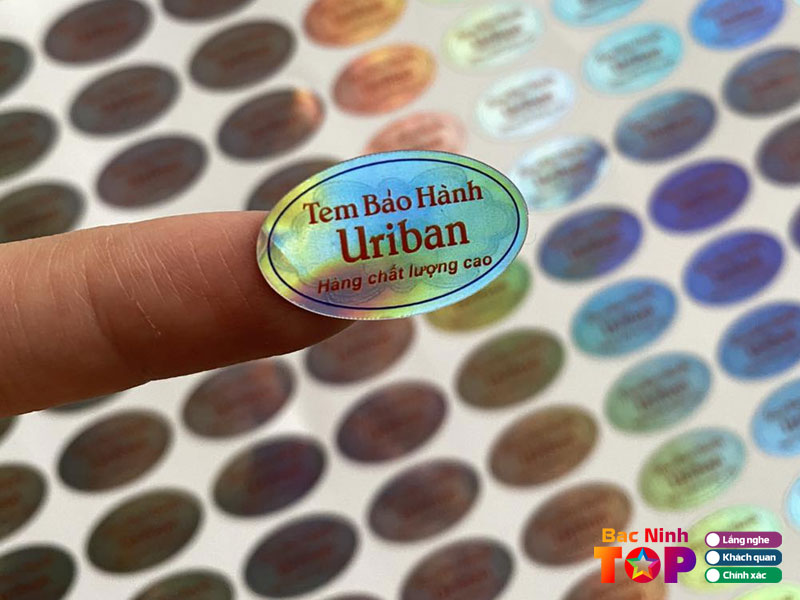 Tem Bảo Hành
Uriban
Hàng chất lượng cao
Bac Ninh
TOP
Lắng nghe
Khách quan
Chính xác